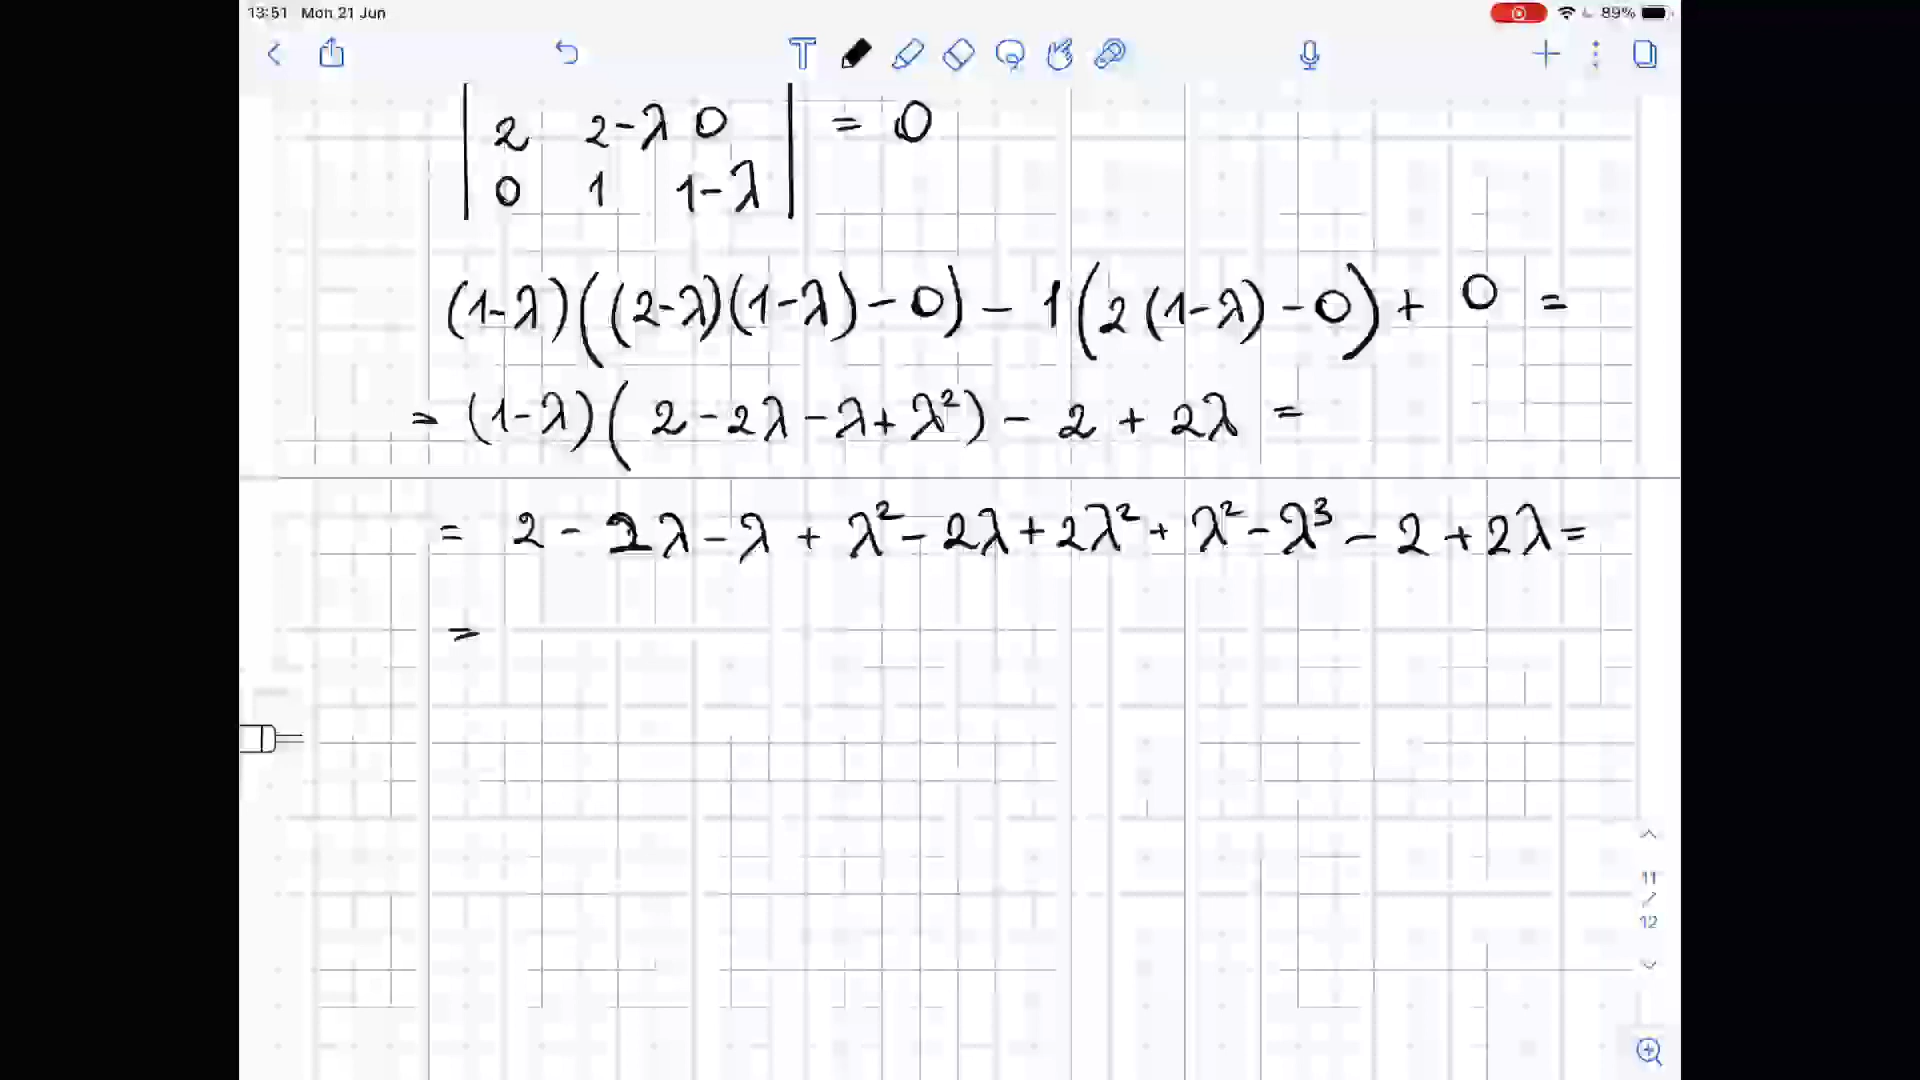 13:51 Mon 21 Jun 89%
T
2 2-λ 0 = 0
0 1 1-λ
(1-λ)((2-λ)(1-λ)-0) - 1(2(1-λ)-0) + 0 =
= (1-λ)(2-2λ-λ+λ²) - 2 + 2λ =
= 2 - 2λ - λ + λ² - 2λ + 2λ² + λ² - λ³ - 2 + 2λ =
=
11
/
12